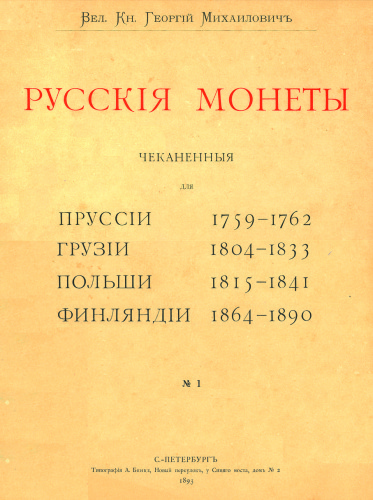 Вел. Кн. Георгій Михаиловичъ
РУССКІЯ МОНЕТЫ
ЧЕКАНЕННЫЯ
для
ПРУССІИ 1759–1762
ГРУЗІИ 1804–1833
ПОЛЬШИ 1815–1841
ФИНЛЯНДІИ 1864–1890
№ 1
С.-ПЕТЕРБУРГЪ
Типографія А. Бенке, Новый переулокъ, у Синяго моста, домъ № 2
1893